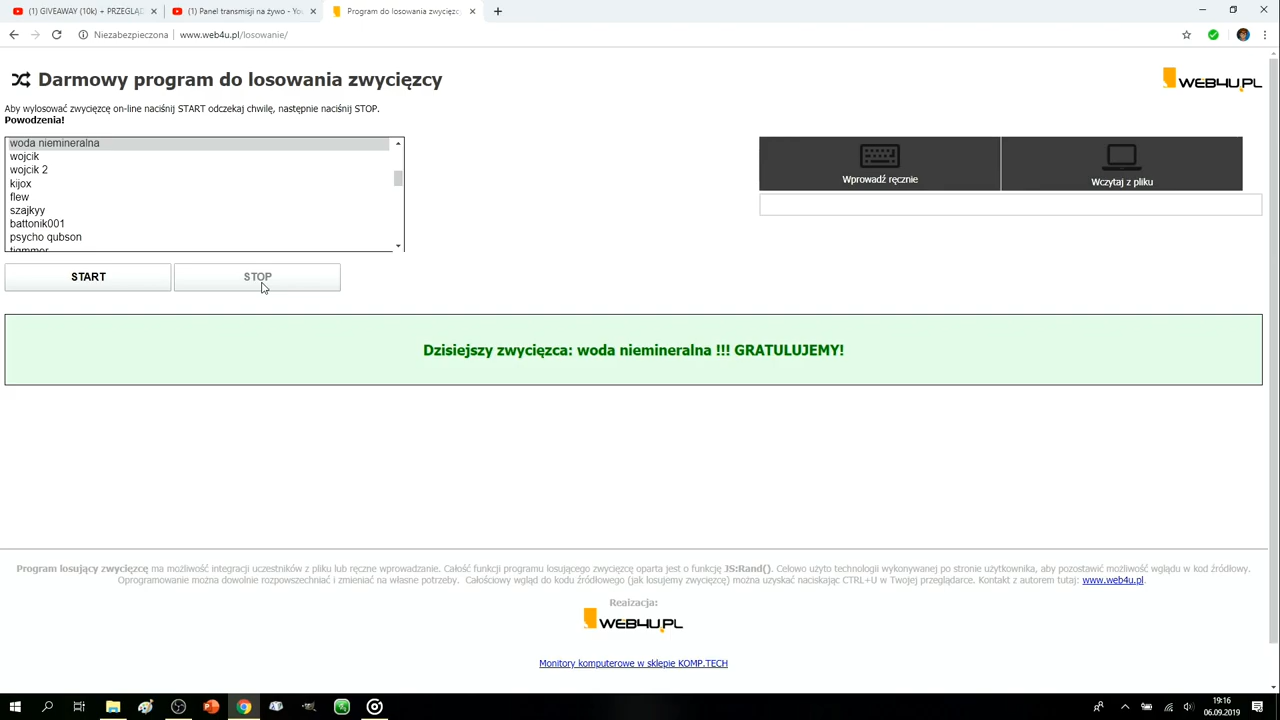 (1) GIVEAWAY (10k) + PRZEGLĄD
(1) Panel transmisji na żywo - You
Program do losowania zwycięzcy
Niezabezpieczona
www.web4u.pl/losowanie/
Darmowy program do losowania zwycięzcy
WEB4U.PL
Aby wylosować zwycięzcę on-line naciśnij START odczekaj chwilę, następnie naciśnij STOP.
Powodzenia!
woda niemineralna
wojcik
wojcik 2
kijox
flew
szajkyy
battonik001
psycho qubson
Wprowadź ręcznie
Wczytaj z pliku
START
STOP
Dzisiejszy zwycięzca: woda niemineralna !!! GRATULUJEMY!
Program losujący zwycięzcę ma możliwość integracji uczestników z pliku lub ręczne wprowadzanie. Całość funkcji programu losującego zwycięzcę oparta jest o funkcję JS:Rand(). Celowo użyto technologii wykonywanej po stronie użytkownika, aby pozostawić możliwość wglądu w kod źródłowy.
Oprogramowanie można dowolnie rozpowszechniać i zmieniać na własne potrzeby. Całościowy wgląd do kodu źródłowego (jak losujemy zwycięzcę) można uzyskać naciskając CTRL+U w Twojej przeglądarce. Kontakt z autorem tutaj: www.web4u.pl.
Reaizacja:
WEB4U.PL
Monitory komputerowe w sklepie KOMP.TECH
19:16
06.09.2019